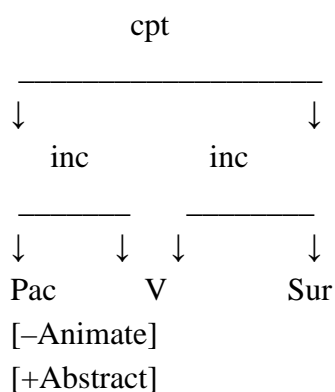 cpt
inc inc
Pac V Sur
[–Animate]
[+Abstract]